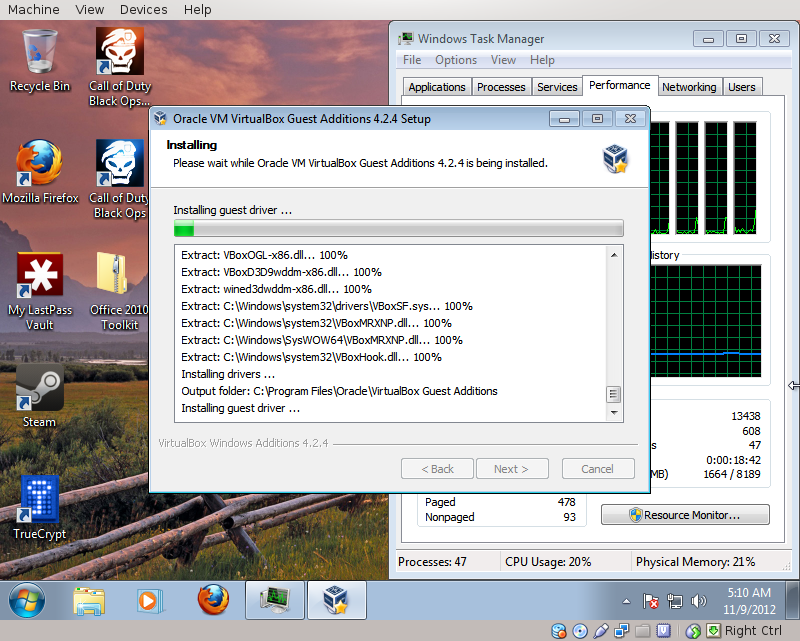 Machine View Devices Help
Recycle Bin
Call of Duty
Black Ops...
Mozilla Firefox
Call of Duty
Black Ops
My LastPass
Vault
Office 2010
Toolkit
Steam
TrueCrypt
Windows Task Manager
File Options View Help
Applications Processes Services Performance Networking Users
Oracle VM VirtualBox Guest Additions 4.2.4 Setup
Installing
Please wait while Oracle VM VirtualBox Guest Additions 4.2.4 is being installed.
Installing guest driver ...
Extract: VBoxOGL-x86.dll... 100%
Extract: VBoxD3D9wddm-x86.dll... 100%
Extract: wined3dwddm-x86.dll... 100%
Extract: C:\Windows\system32\drivers\VBoxSF.sys... 100%
Extract: C:\Windows\system32\VBoxMRXNP.dll... 100%
Extract: C:\Windows\SysWOW64\VBoxMRXNP.dll... 100%
Extract: C:\Windows\system32\VBoxHook.dll... 100%
Installing drivers ...
Output folder: C:\Program Files\Oracle\VirtualBox Guest Additions
Installing guest driver ...
VirtualBox Windows Additions 4.2.4
< Back Next > Cancel
istory
13438
608
s 47
0:00:18:42
MB) 1664 / 8189
Paged 478
Nonpaged 93
Resource Monitor...
Processes: 47 CPU Usage: 20% Physical Memory: 21%
5:10 AM
11/9/2012
Right Ctrl